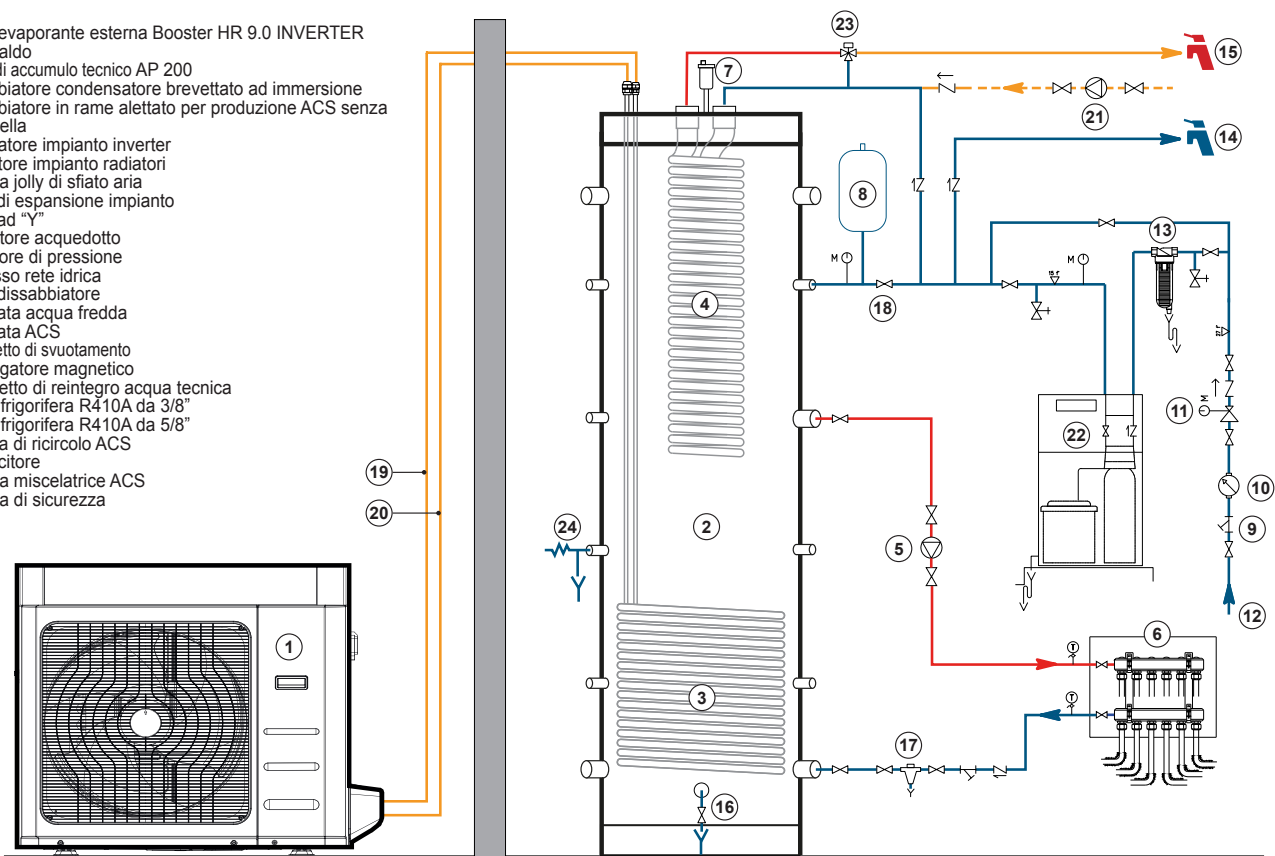 evaporante esterna Booster HR 9.0 INVERTER
aldo
di accumulo tecnico AP 200
biatore condensatore brevettato ad immersione
biatore in rame alettato per produzione ACS senza
ella
atore impianto inverter
tore impianto radiatori
a jolly di sfiato aria
di espansione impianto
ad “Y”
tore acquedotto
ore di pressione
sso rete idrica
dissabbiatore
ata acqua fredda
ata ACS
etto di svuotamento
gatore magnetico
etto di reintegro acqua tecnica
frigorifera R410A da 3/8”
frigorifera R410A da 5/8”
a di ricircolo ACS
citore
a miscelatrice ACS
a di sicurezza
23
15
7
21
14
8
13
M
M
4
18
11
M
22
19
10
20
2
24
5
9
12
1
6
T
3
T
17
16